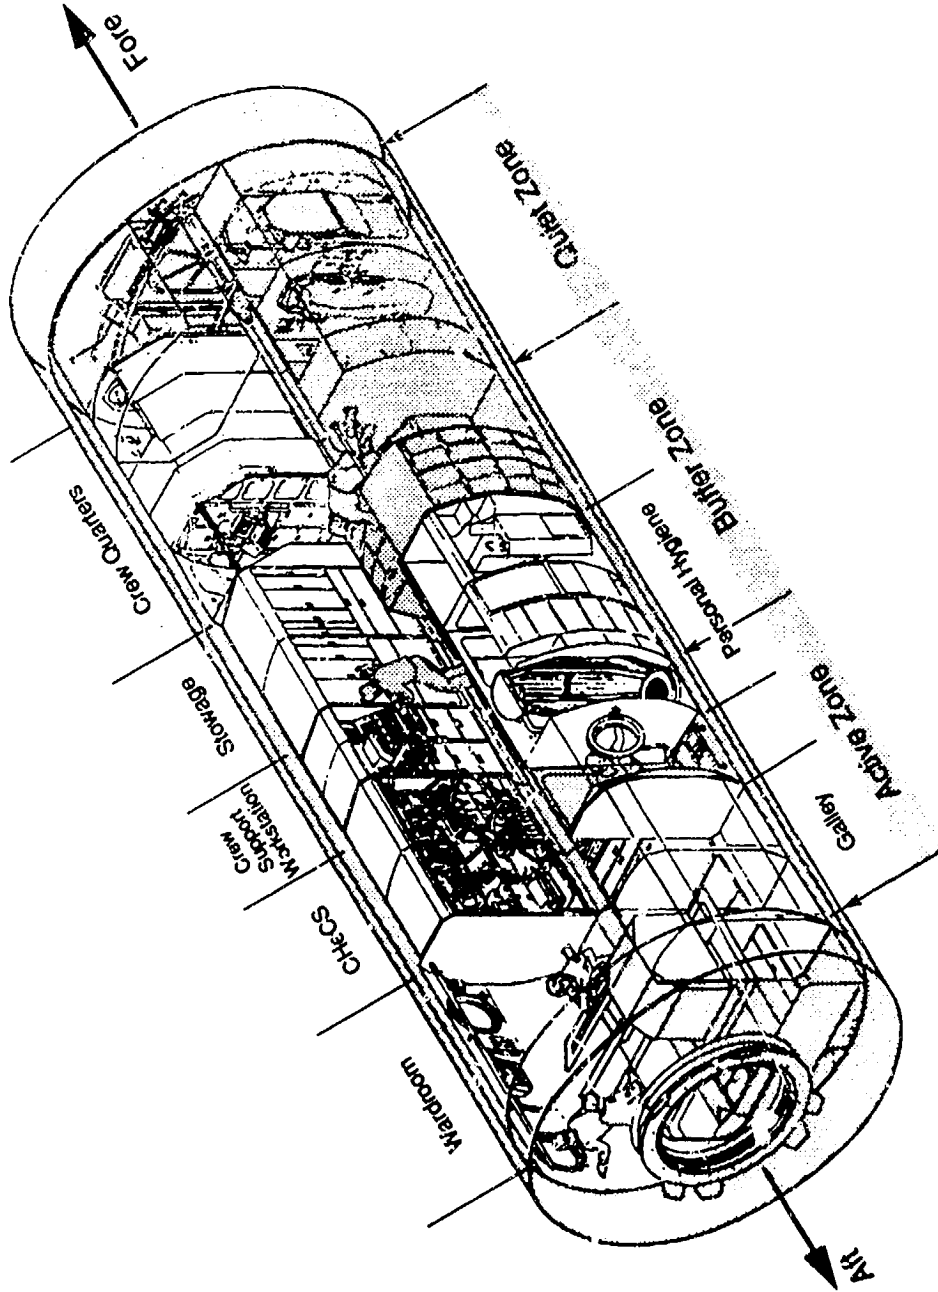 Fore
Quiet Zone
Buffer Zone
Personal Hygiene
Active Zone
Galley
Crew Quarters
Stowage
Crew
Support
Workstation
CHeCS
Wardroom
Aft